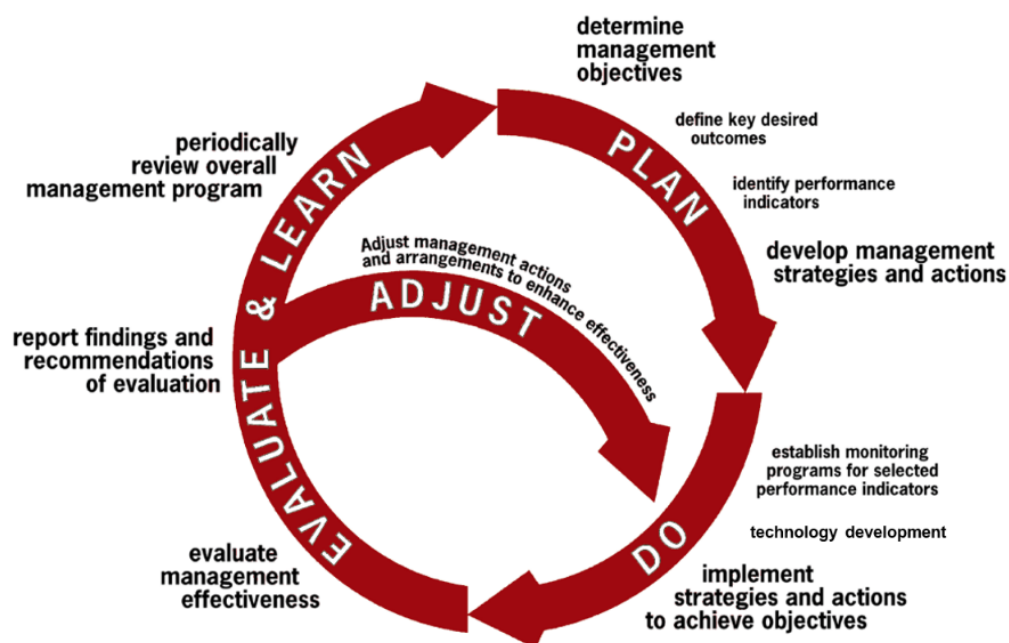 determine
management
objectives
define key desired
outcomes
PLAN
identify performance
indicators
develop management
strategies and actions
establish monitoring
programs for selected
performance indicators
technology development
DO
implement
strategies and actions
to achieve objectives
evaluate
management
effectiveness
EVALUATE & LEARN
report findings and
recommendations
of evaluation
periodically
review overall
management program
Adjust management actions
and arrangements to enhance effectiveness
ADJUST